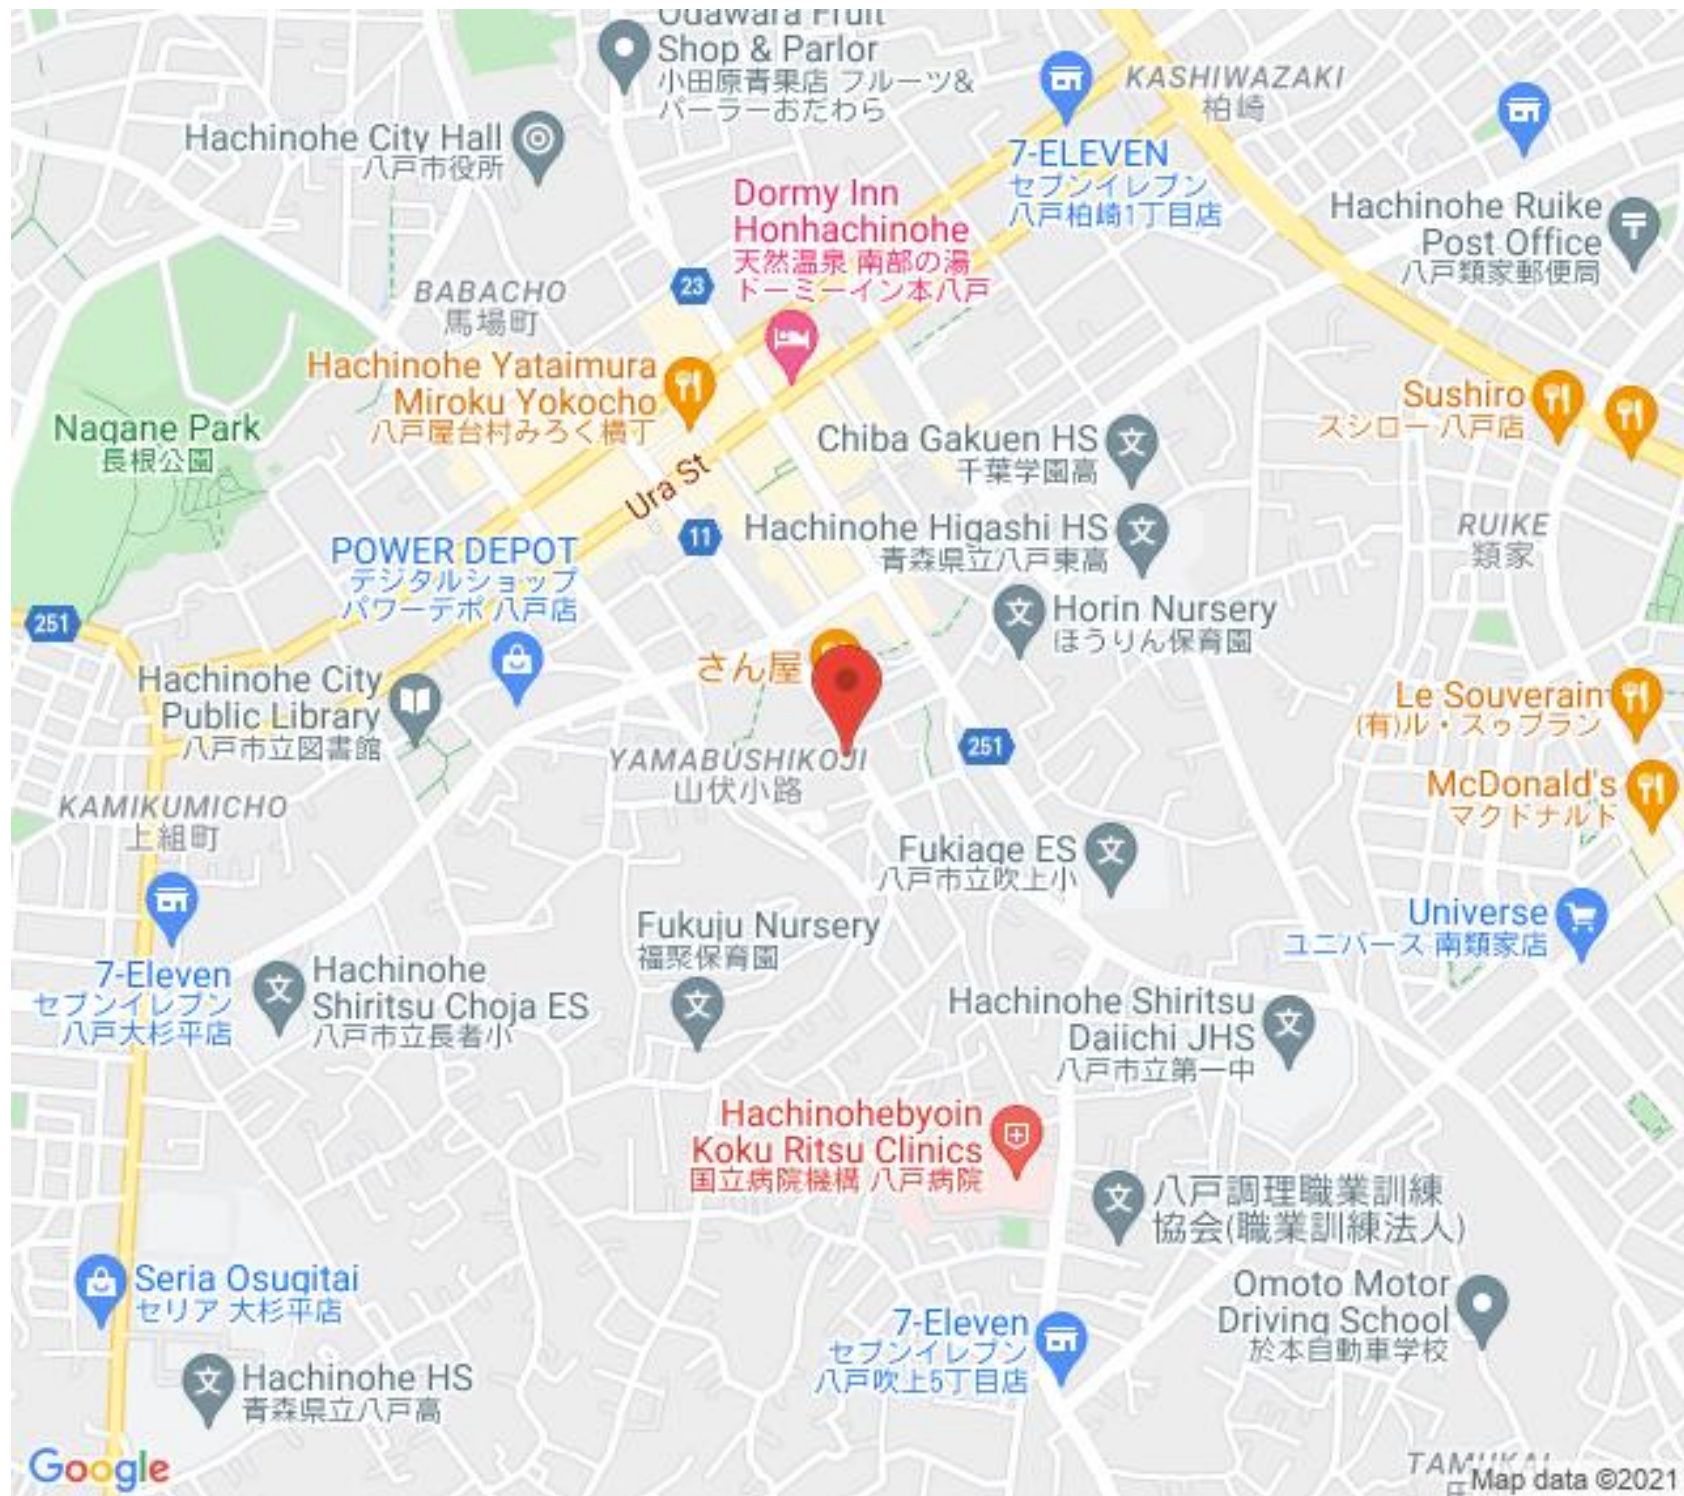 Odawara Fruit
Shop & Parlor
小田原青果店 フルーツ&
パーラーおだわら
KASHIWAZAKI
柏崎
Hachinohe City Hall
八戸市役所
7-ELEVEN
セブンイレブン
八戸柏崎1丁目店
Dormy Inn
Honhachinohe
天然温泉 南部の湯
ドーミーイン本八戸
Hachinohe Ruike
Post Office
八戸類家郵便局
23
BABACHO
馬場町
Hachinohe Yataimura
Miroku Yokocho
八戸屋台村みろく横丁
Sushiro
スシロー 八戸店
Nagane Park
長根公園
Chiba Gakuen HS
千葉学園高
Ura St
11
Hachinohe Higashi HS
青森県立八戸東高
RUIKE
類家
POWER DEPOT
デジタルショップ
パワーデポ 八戸店
251
Horin Nursery
ほうりん保育園
さん屋
Hachinohe City
Public Library
八戸市立図書館
Le Souverain
(有)ル・スゥブラン
251
YAMABUSHIKOJI
山伏小路
McDonald's
マクドナルド
KAMIKUMICHO
上組町
Fukiage ES
八戸市立吹上小
Fukuju Nursery
福聚保育園
Universe
ユニバース 南類家店
7-Eleven
セブンイレブン
八戸大杉平店
Hachinohe
Shiritsu Choja ES
八戸市立長者小
Hachinohe Shiritsu
Daiichi JHS
八戸市立第一中
Hachinohebyoin
Koku Ritsu Clinics
国立病院機構 八戸病院
八戸調理職業訓練
協会(職業訓練法人)
Seria Osugitai
セリア 大杉平店
Omoto Motor
Driving School
於本自動車学校
7-Eleven
セブンイレブン
八戸吹上5丁目店
Hachinohe HS
青森県立八戸高
Google
TAMUKAI
Map data ©2021